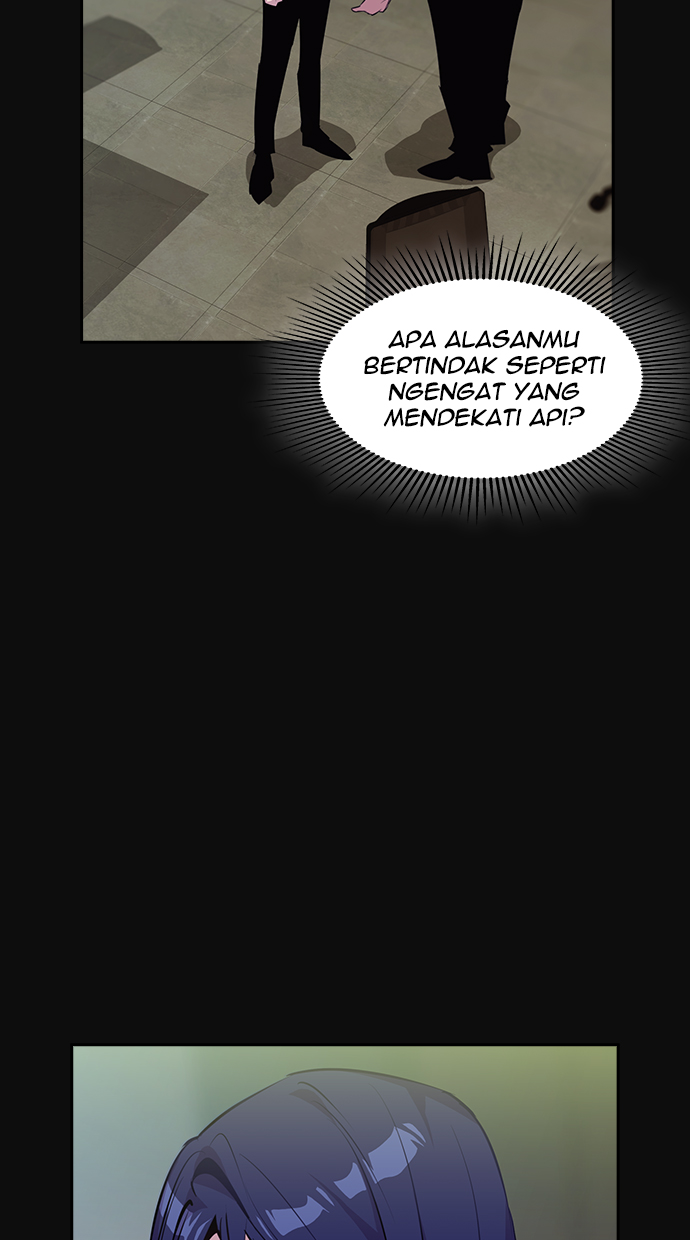 APA ALASANMU
BERTINDAK SEPERTI
NGENGAT YANG
MENDEKATI API?